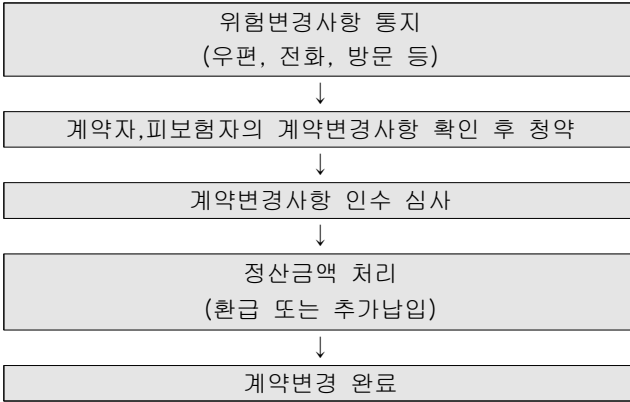 위험변경사항 통지
(우편, 전화, 방문 등)
↓
계약자,피보험자의 계약변경사항 확인 후 청약
↓
계약변경사항 인수 심사
↓
정산금액 처리
(환급 또는 추가납입)
↓
계약변경 완료